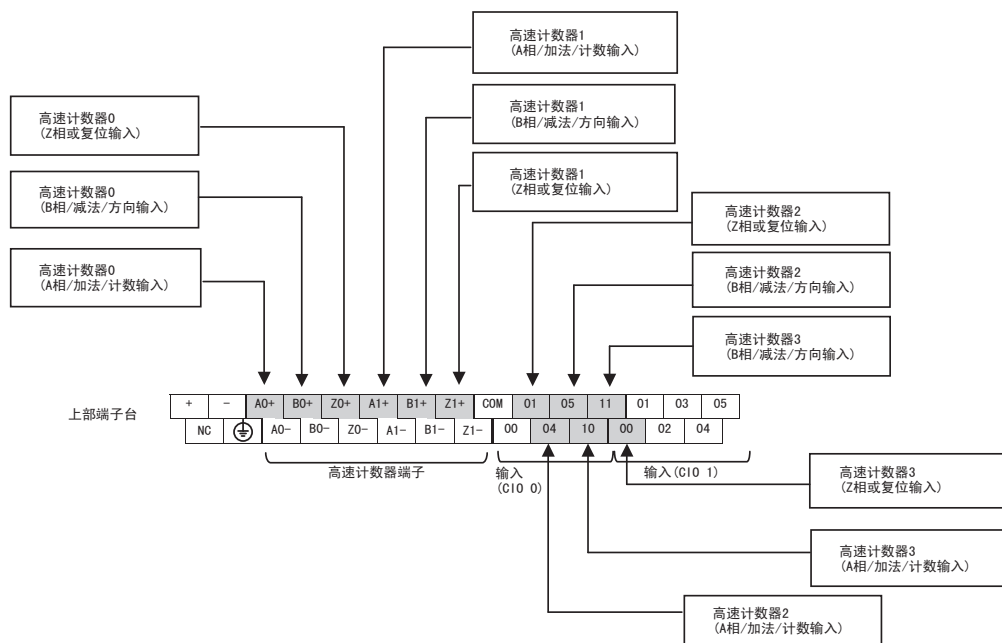 高速计数器1
(A相/加法/计数输入)
高速计数器0
(Z相或复位输入)
高速计数器1
(B相/减法/方向输入)
高速计数器0
(B相/减法/方向输入)
高速计数器1
(Z相或复位输入)
高速计数器2
(Z相或复位输入)
高速计数器0
(A相/加法/计数输入)
高速计数器2
(B相/减法/方向输入)
高速计数器3
(B相/减法/方向输入)
上部端子台
+ - A0+ B0+ Z0+ A1+ B1+ Z1+ COM 01 05 11 01 03 05
NC A0- B0- Z0- A1- B1- Z1- 00 04 10 00 02 04
高速计数器端子
输入
(CIO 0)
输入(CIO 1)
高速计数器3
(Z相或复位输入)
高速计数器3
(A相/加法/计数输入)
高速计数器2
(A相/加法/计数输入)